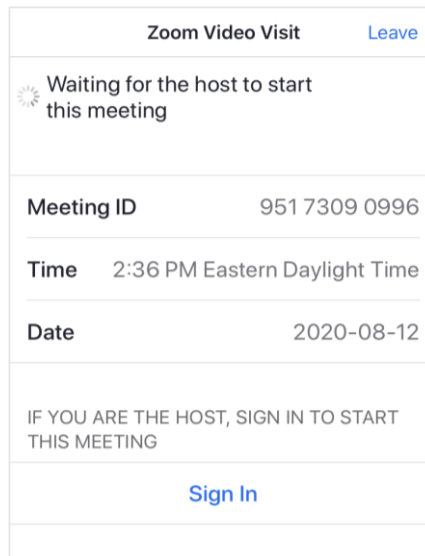 Zoom Video Visit Leave
Waiting for the host to start
this meeting
Meeting ID 951 7309 0996
Time 2:36 PM Eastern Daylight Time
Date 2020-08-12
IF YOU ARE THE HOST, SIGN IN TO START
THIS MEETING
Sign In